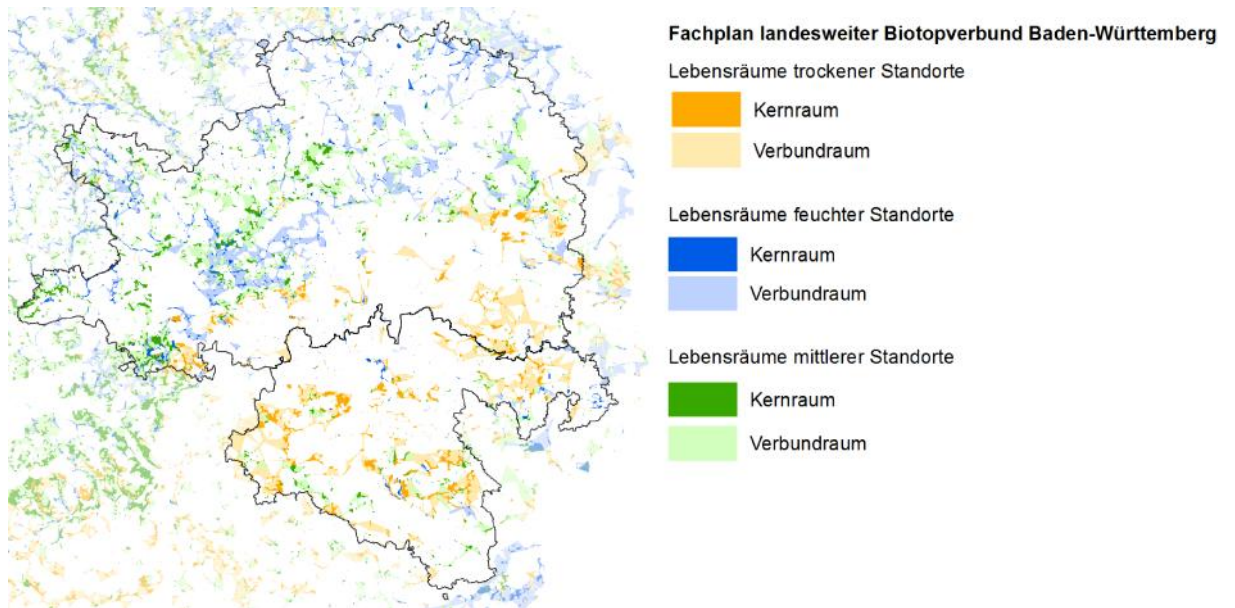 Fachplan landesweiter Biotopverbund Baden-Württemberg
Lebensräume trockener Standorte
Kernraum
Verbundraum
Lebensräume feuchter Standorte
Kernraum
Verbundraum
Lebensräume mittlerer Standorte
Kernraum
Verbundraum